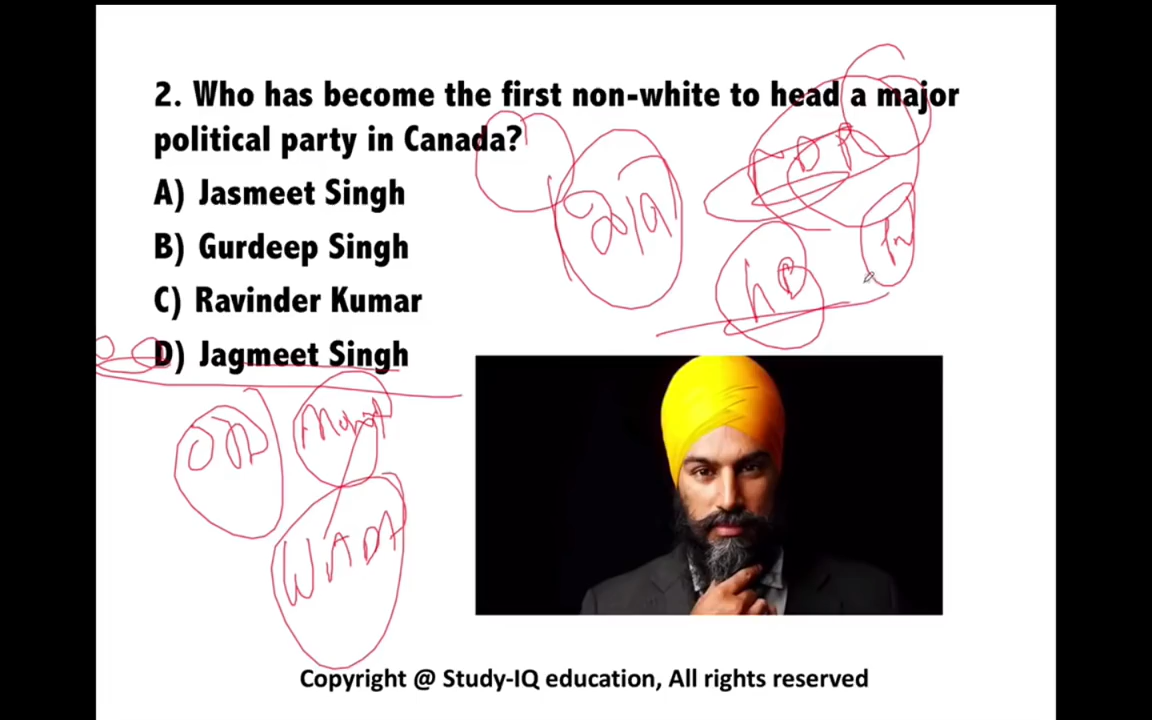 2. Who has become the first non-white to head a major
political party in Canada?
A) Jasmeet Singh
B) Gurdeep Singh
C) Ravinder Kumar
D) Jagmeet Singh
WADA
Copyright @ Study-IQ education, All rights reserved